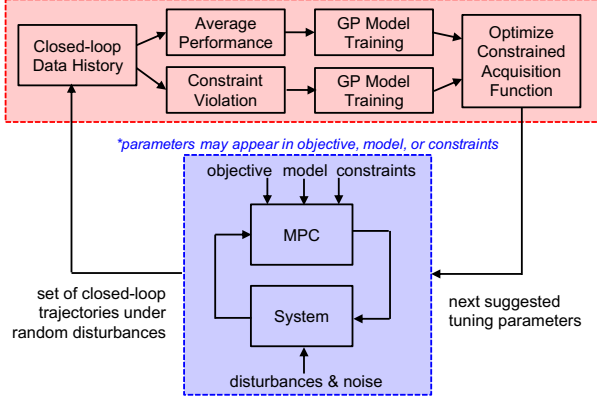 Closed-loop
Data History
Average
Performance
GP Model
Training
Constraint
Violation
GP Model
Training
Optimize
Constrained
Acquisition
Function
*parameters may appear in objective, model, or constraints
objective model constraints
MPC
System
disturbances & noise
set of closed-loop
trajectories under
random disturbances
next suggested
tuning parameters